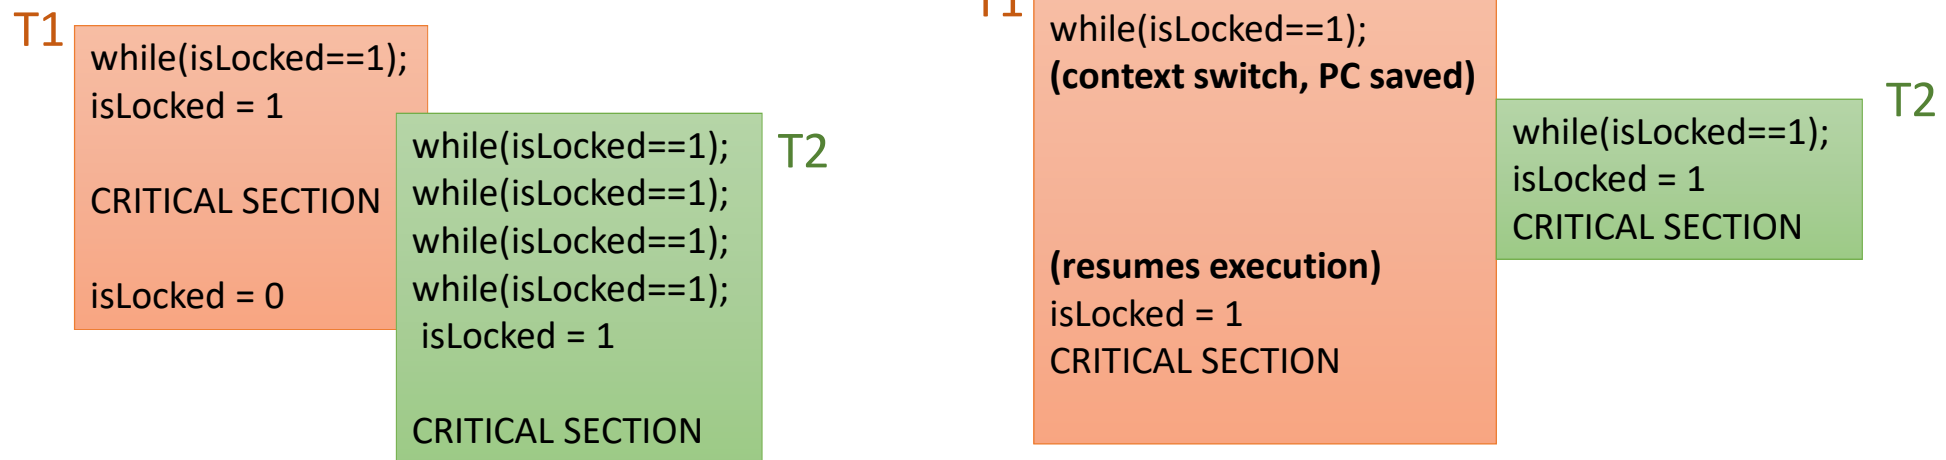 T1
while(isLocked==1);
isLocked = 1
CRITICAL SECTION
isLocked = 0
while(isLocked==1);
while(isLocked==1);
while(isLocked==1);
while(isLocked==1);
isLocked = 1
CRITICAL SECTION
T2
T1
while(isLocked==1);
(context switch, PC saved)
(resumes execution)
isLocked = 1
CRITICAL SECTION
while(isLocked==1);
isLocked = 1
CRITICAL SECTION
T2